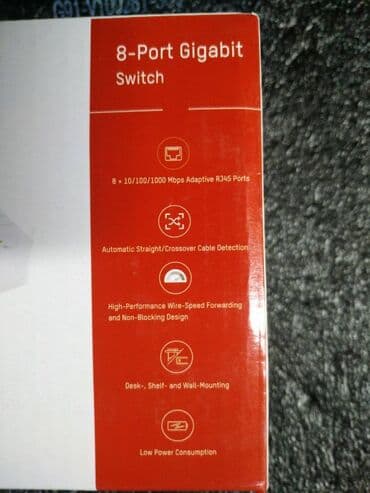 8-Port Gigabit
Switch
8 × 10/100/1000 Mbps Adaptive RJ45 Ports
Automatic Straight/Crossover Cable Detection
High-Performance Wire-Speed Forwarding
and Non-Blocking Design
Desk-, Shelf- and Wall-Mounting
Low Power Consumption